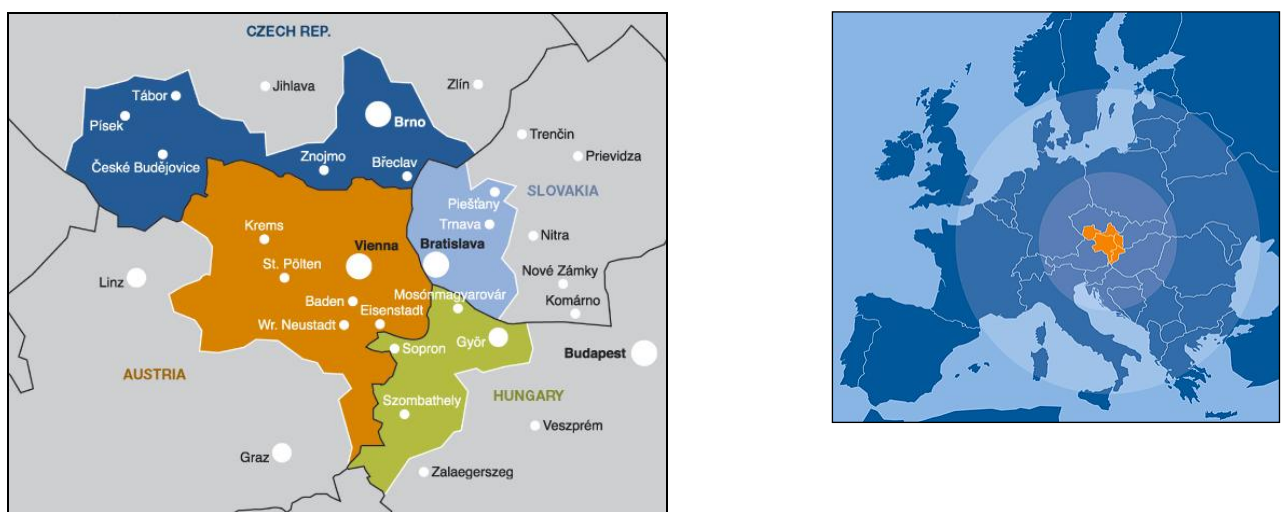 CZECH REP.
Jihlava
Zlín
Tábor
Písek
Brno
Trenčin
České Budějovice
Znojmo
Břeclav
Prievidza
SLOVAKIA
Piešťany
Trnava
Krems
Vienna
Bratislava
Nitra
Linz
St. Pölten
Nové Zámky
Baden
Mosónmagyarovár
Komárno
Wr. Neustadt
Eisenstadt
Sopron
Győr
Budapest
AUSTRIA
HUNGARY
Szombathely
Veszprém
Graz
Zalaegerszeg